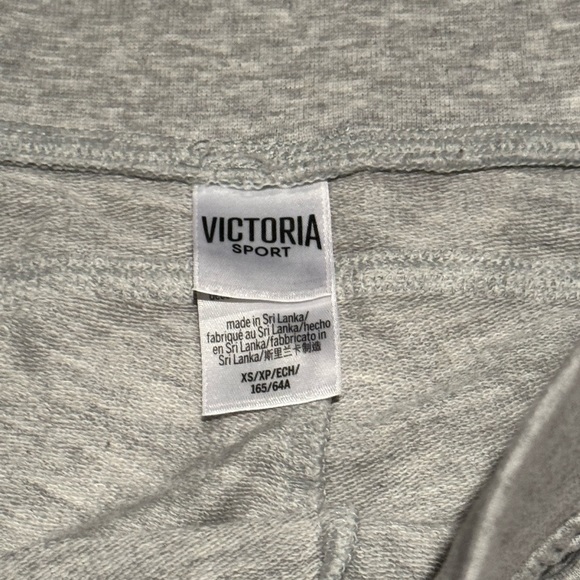 VICTORIA
SPORT
made in Sri Lanka/
fabriqué au Sri Lanka/hecho
en Sri Lanka/fabbricato in
Sri Lanka/斯里兰卡制造
XS/XP/ECH/
165/64A